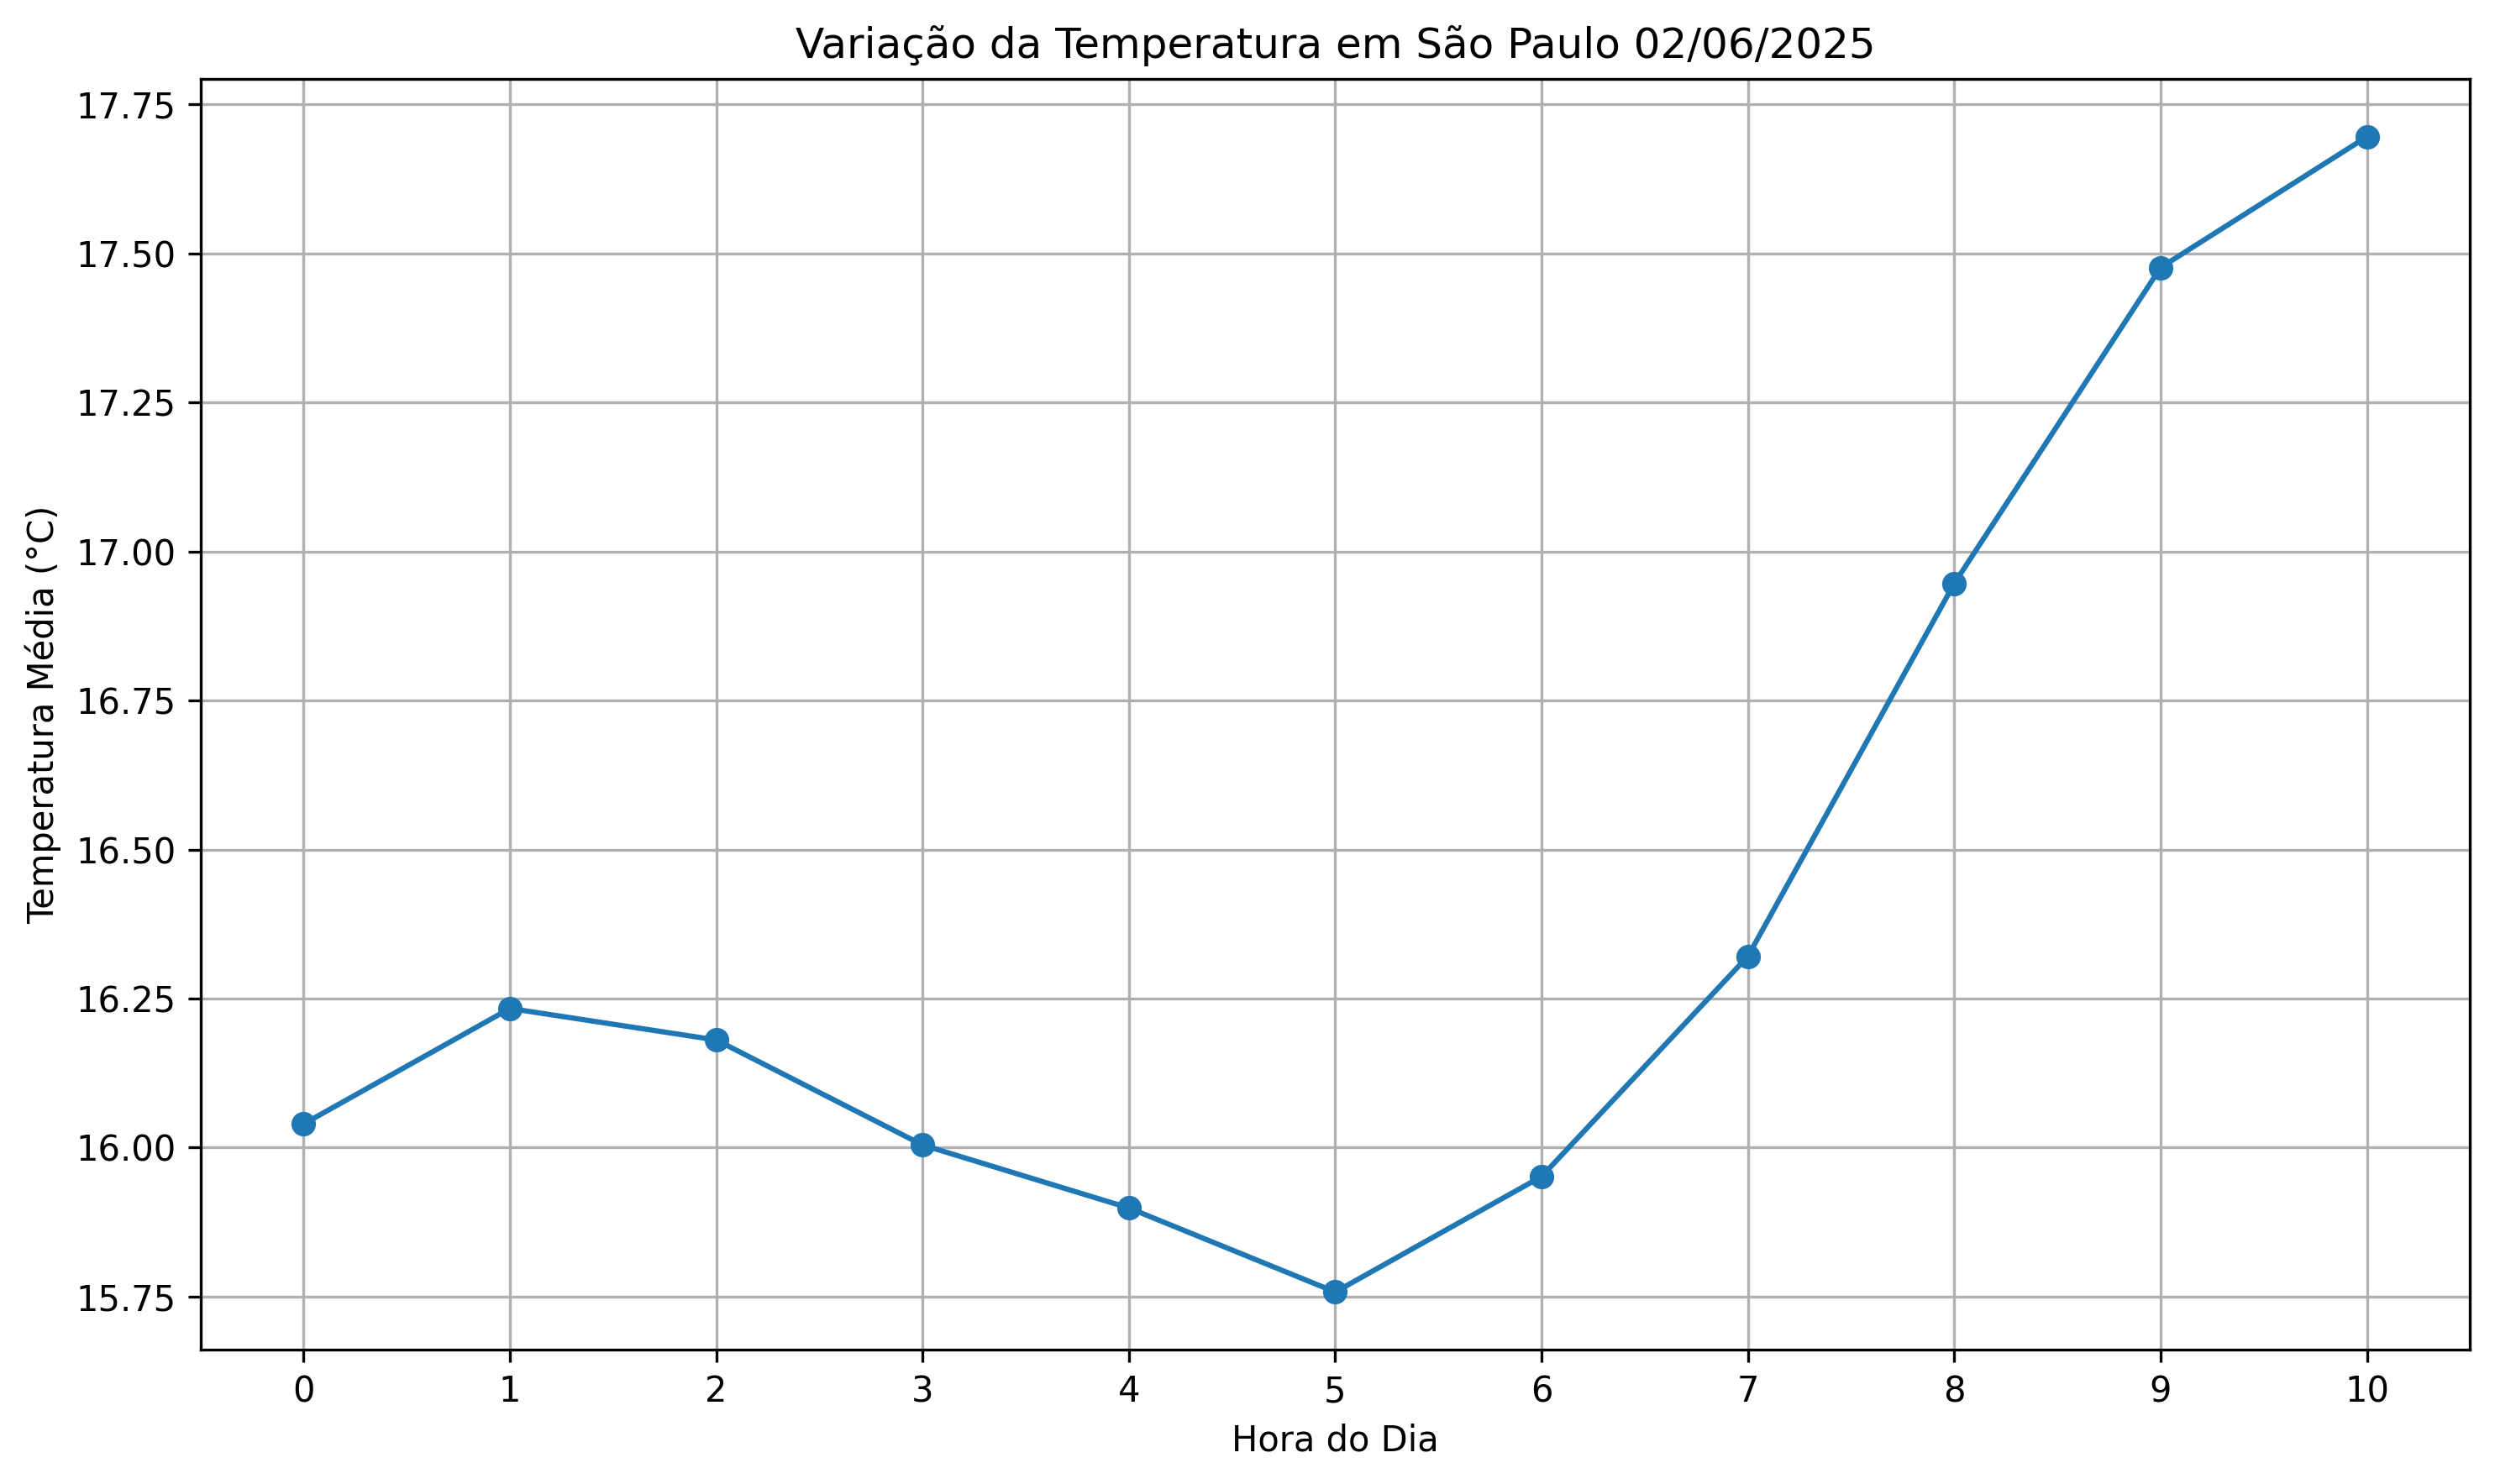 Variação da Temperatura em São Paulo 02/06/2025
Temperatura Média (°C)
17.75
17.50
17.25
17.00
16.75
16.50
16.25
16.00
15.75
0 1 2 3 4 5 6 7 8 9 10
Hora do Dia